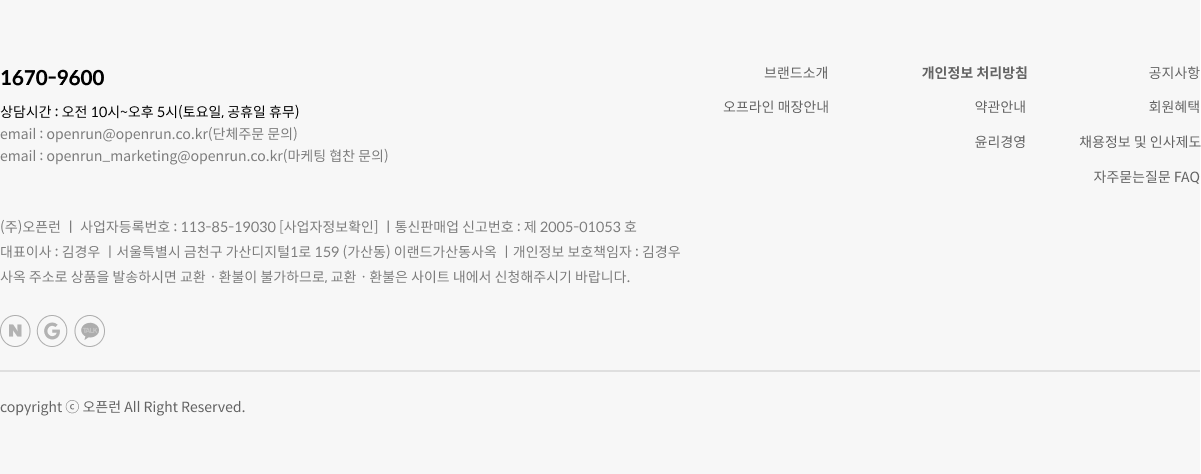 1670-9600
상담시간 : 오전 10시~오후 5시(토요일, 공휴일 휴무)
email : openrun@openrun.co.kr(단체주문 문의)
email : openrun_marketing@openrun.co.kr(마케팅 협찬 문의)
브랜드소개
오프라인 매장안내
개인정보 처리방침
약관안내
윤리경영
공지사항
회원혜택
채용정보 및 인사제도
자주묻는질문 FAQ
(주)오픈런 ㅣ 사업자등록번호 : 113-85-19030 [사업자정보확인] ㅣ통신판매업 신고번호 : 제 2005-01053 호
대표이사 : 김경우 ㅣ서울특별시 금천구 가산디지털1로 159 (가산동) 이랜드가산동사옥 ㅣ개인정보 보호책임자 : 김경우
사옥 주소로 상품을 발송하시면 교환ㆍ환불이 불가하므로, 교환ㆍ환불은 사이트 내에서 신청해주시기 바랍니다.
N G TALK
copyright ⓒ 오픈런 All Right Reserved.